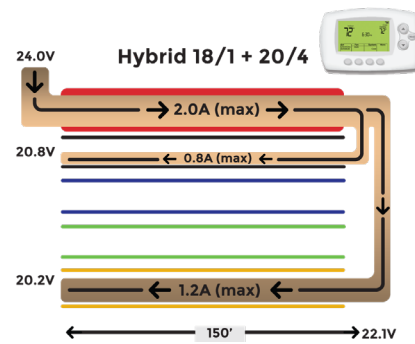 Hybrid 18/1 + 20/4
24.0V
72
2.0A (max)
20.8V
0.8A (max)
20.2V
1.2A (max)
150'
22.1V